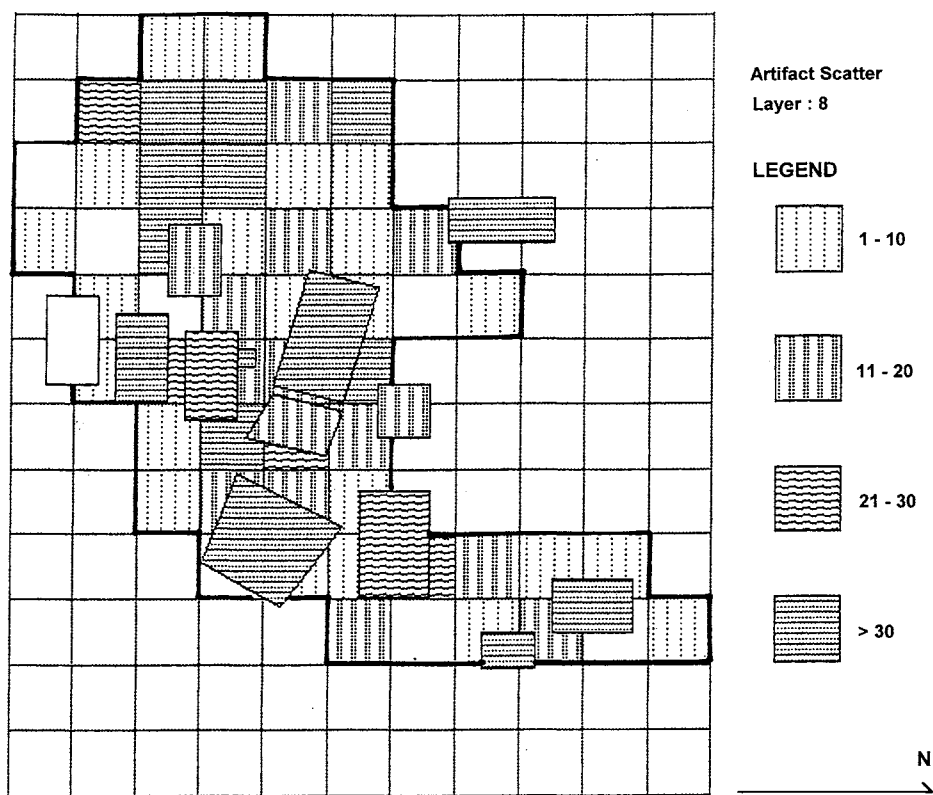 Artifact Scatter
Layer : 8
LEGEND
1 - 10
11 - 20
21 - 30
> 30
N